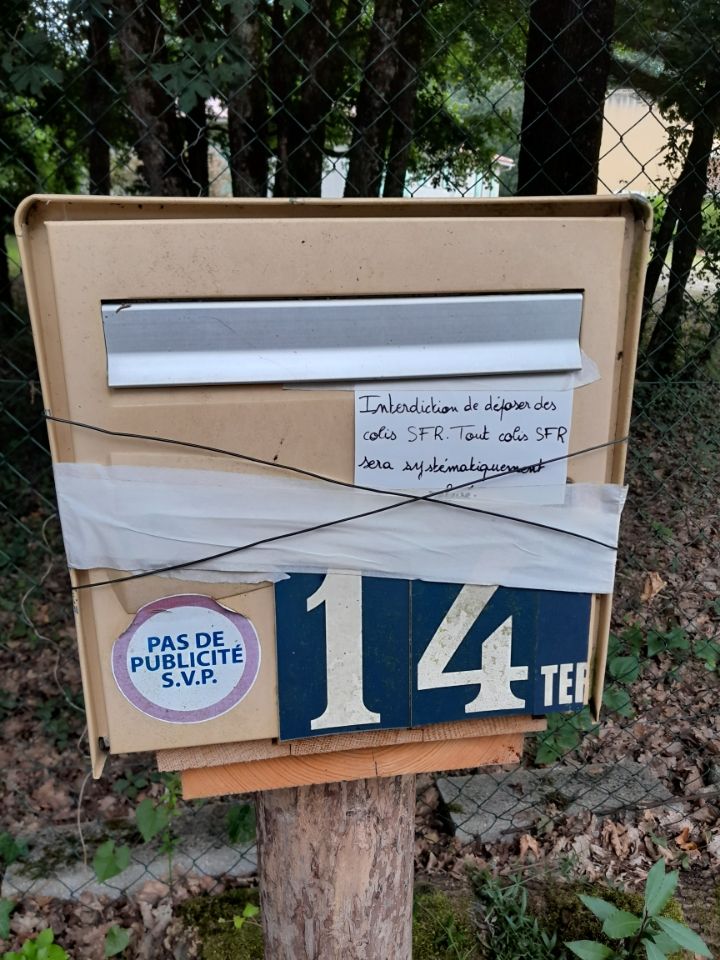 Interdiction de déposer des
colis SFR. Tout colis SFR
sera systématiquement
PAS DE
PUBLICITÉ
S.V.P.
14 TER